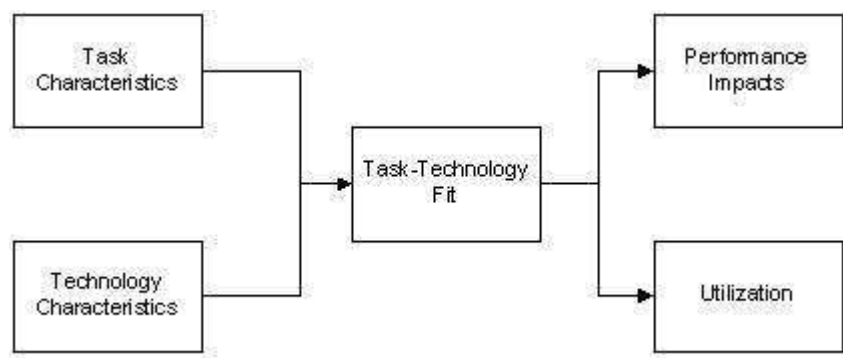 Task
Characteristics
Performance
Impacts
Task-Technology
Fit
Technology
Characteristics
Utilization